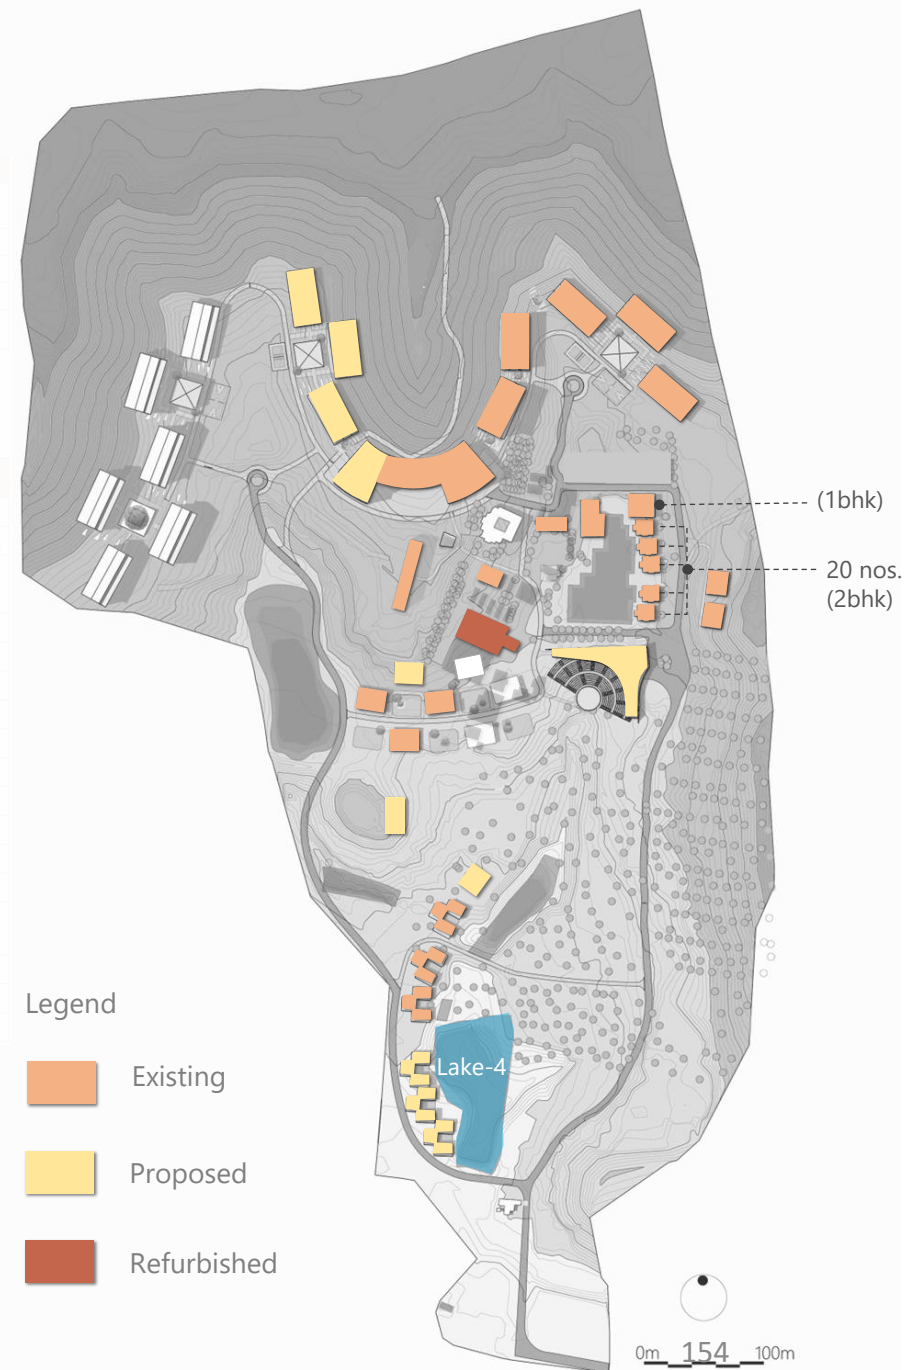 (1bhk)
20 nos.
(2bhk)
Legend
Existing
Lake-4
Proposed
Refurbished
0m 154 100m